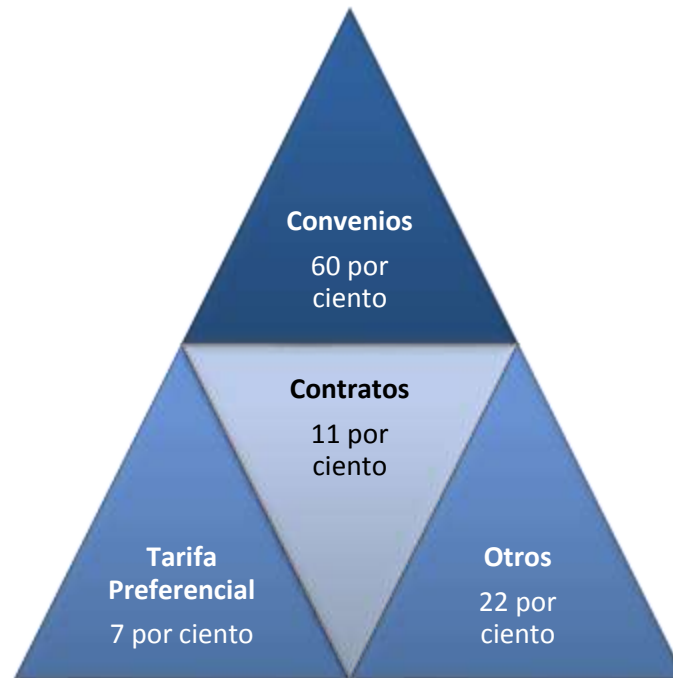 Convenios
60 por
ciento
Contratos
11 por
ciento
Tarifa
Preferencial
7 por ciento
Otros
22 por
ciento